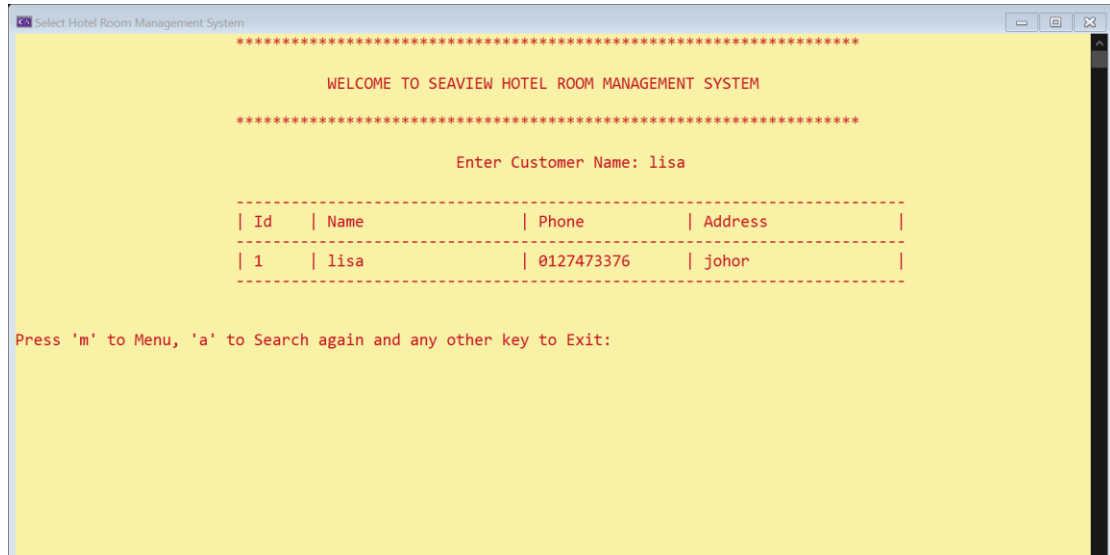 Select Hotel Room Management System
********************************************************************
WELCOME TO SEAVIEW HOTEL ROOM MANAGEMENT SYSTEM
********************************************************************
Enter Customer Name: lisa
-------------------------------------------------------------------------
| Id | Name | Phone | Address |
-------------------------------------------------------------------------
| 1 | lisa | 0127473376 | johor |
-------------------------------------------------------------------------
Press 'm' to Menu, 'a' to Search again and any other key to Exit: